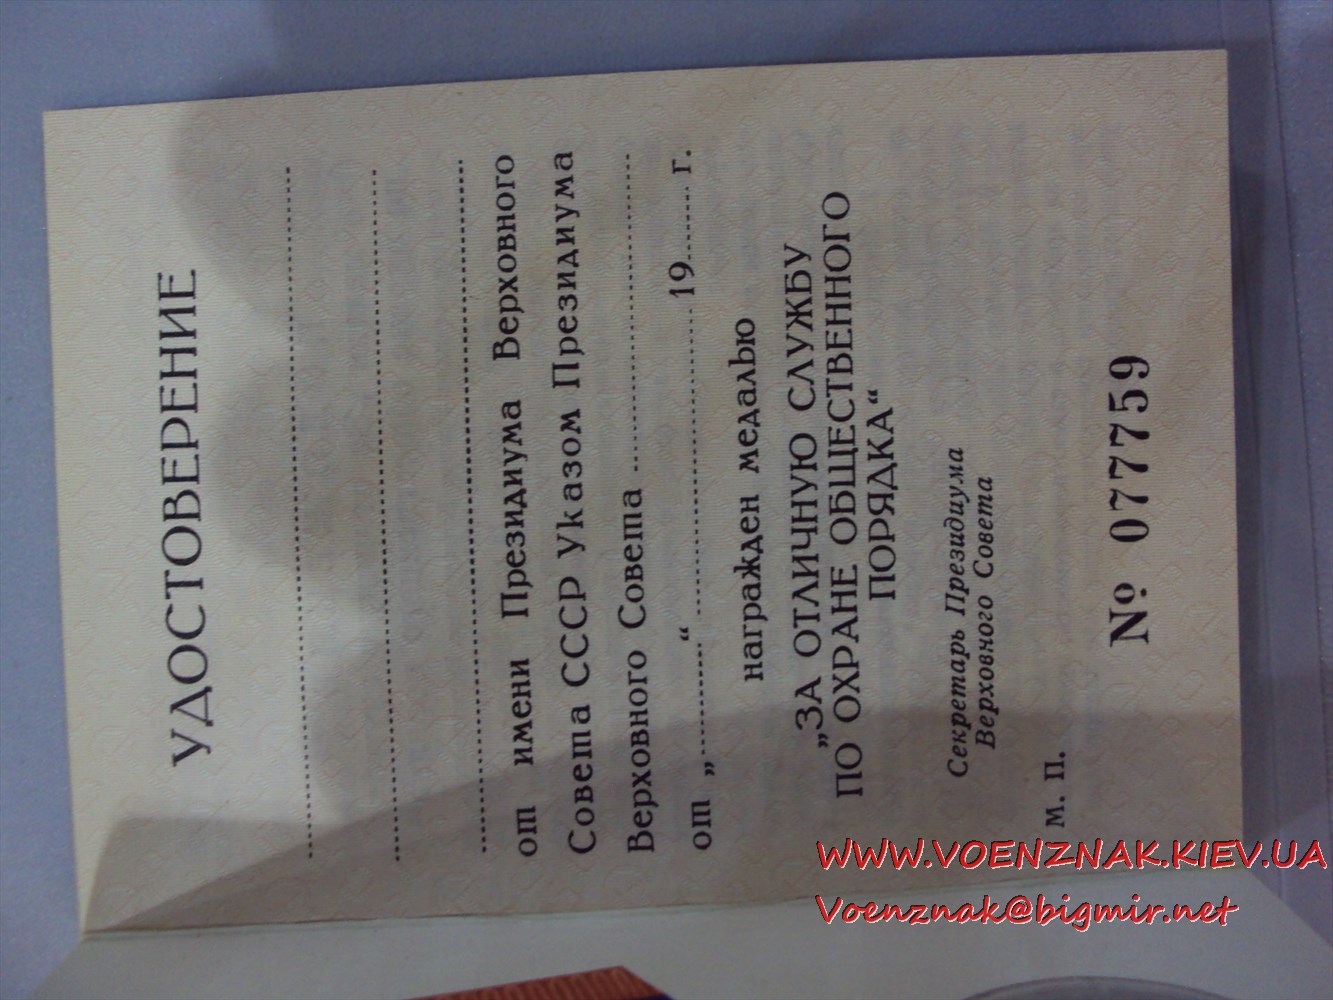 УДОСТОВЕРЕНИЕ
от имени Президиума Верховного
Совета СССР указом Президиума
Верховного Совета
от „ “ 19 г.
награжден медалью
„ЗА ОТЛИЧНУЮ СЛУЖБУ
ПО ОХРАНЕ ОБЩЕСТВЕННОГО
ПОРЯДКА“
Секретарь Президиума
Верховного Совета
м. п.
№ 077759
WWW.VOENZNAK.KIEV.UA
Voenznak@bigmir.net